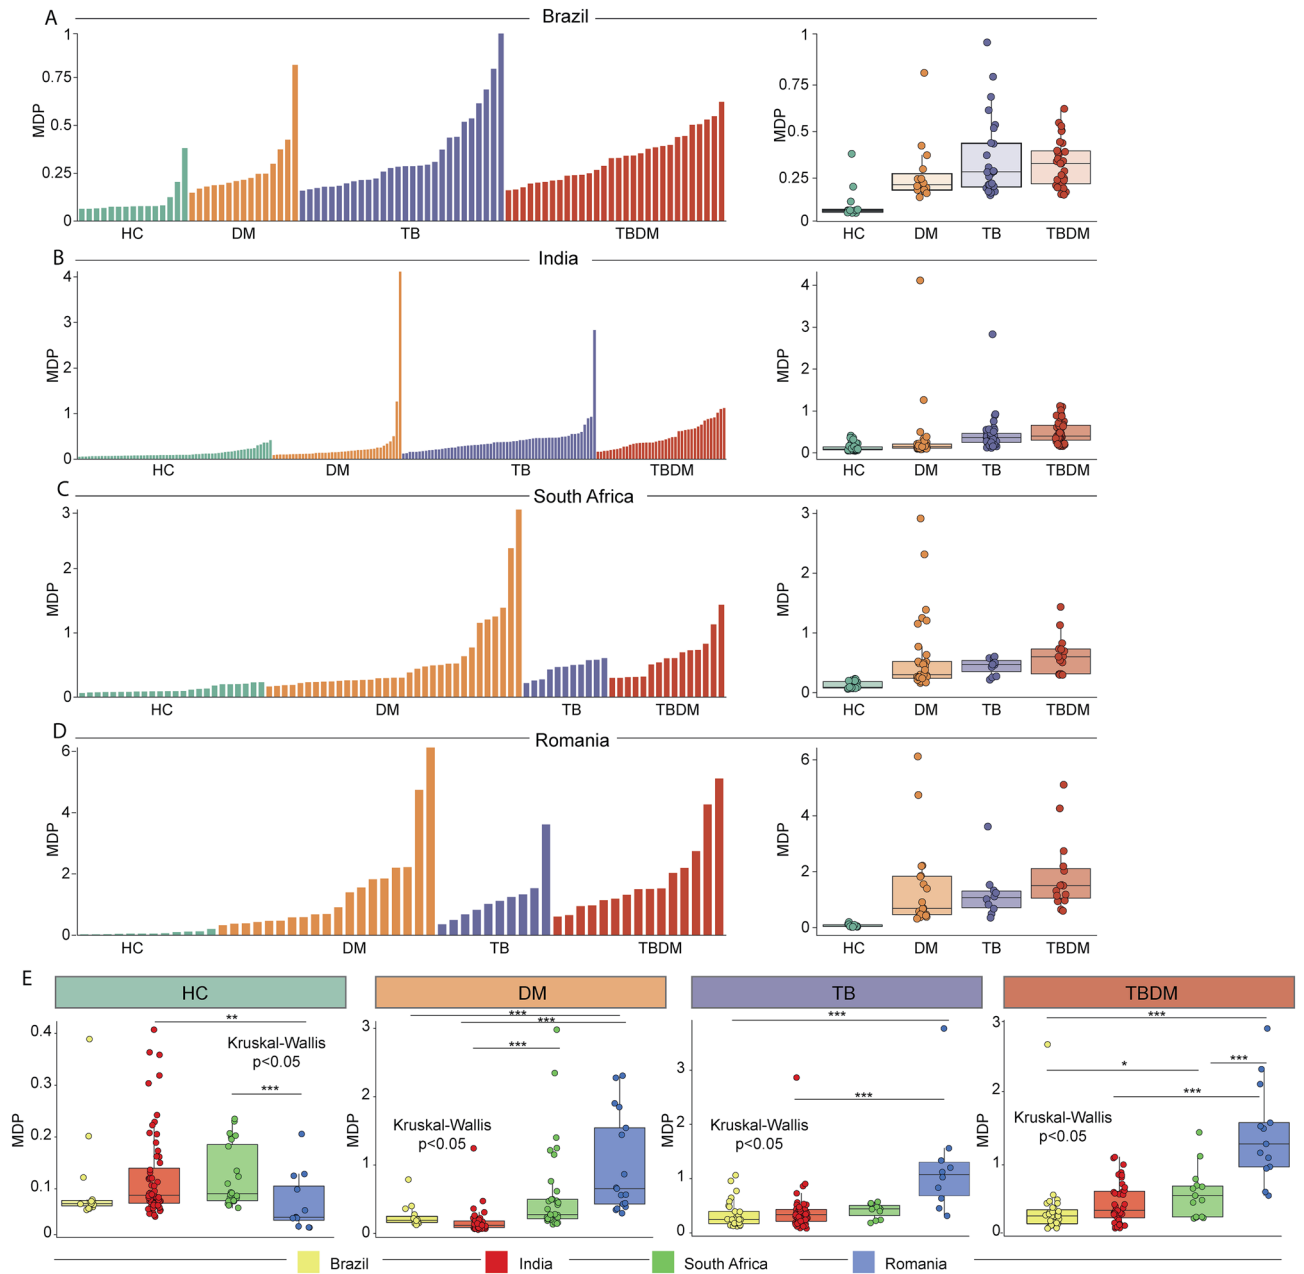 A
Brazil
MDP
1
0.75
0.5
0.25
0
HC DM TB TBDM
MDP
1
0.75
0.5
0.25
0
HC DM TB TBDM
B
India
MDP
4
3
2
1
0
HC DM TB TBDM
MDP
4
3
2
1
0
HC DM TB TBDM
C
South Africa
MDP
3
2
1
0
HC DM TB TBDM
MDP
3
2
1
0
HC DM TB TBDM
D
Romania
MDP
6
4
2
0
HC DM TB TBDM
MDP
6
4
2
0
HC DM TB TBDM
E
HC
**
Kruskal-Wallis
p<0.05
***
MDP
0.4
0.3
0.2
0.1
0
DM
***
***
***
Kruskal-Wallis
p<0.05
MDP
3
2
1
0
TB
***
***
Kruskal-Wallis
p<0.05
MDP
3
2
1
0
TBDM
***
*
***
***
Kruskal-Wallis
p<0.05
MDP
3
2
1
0
Brazil India South Africa Romania